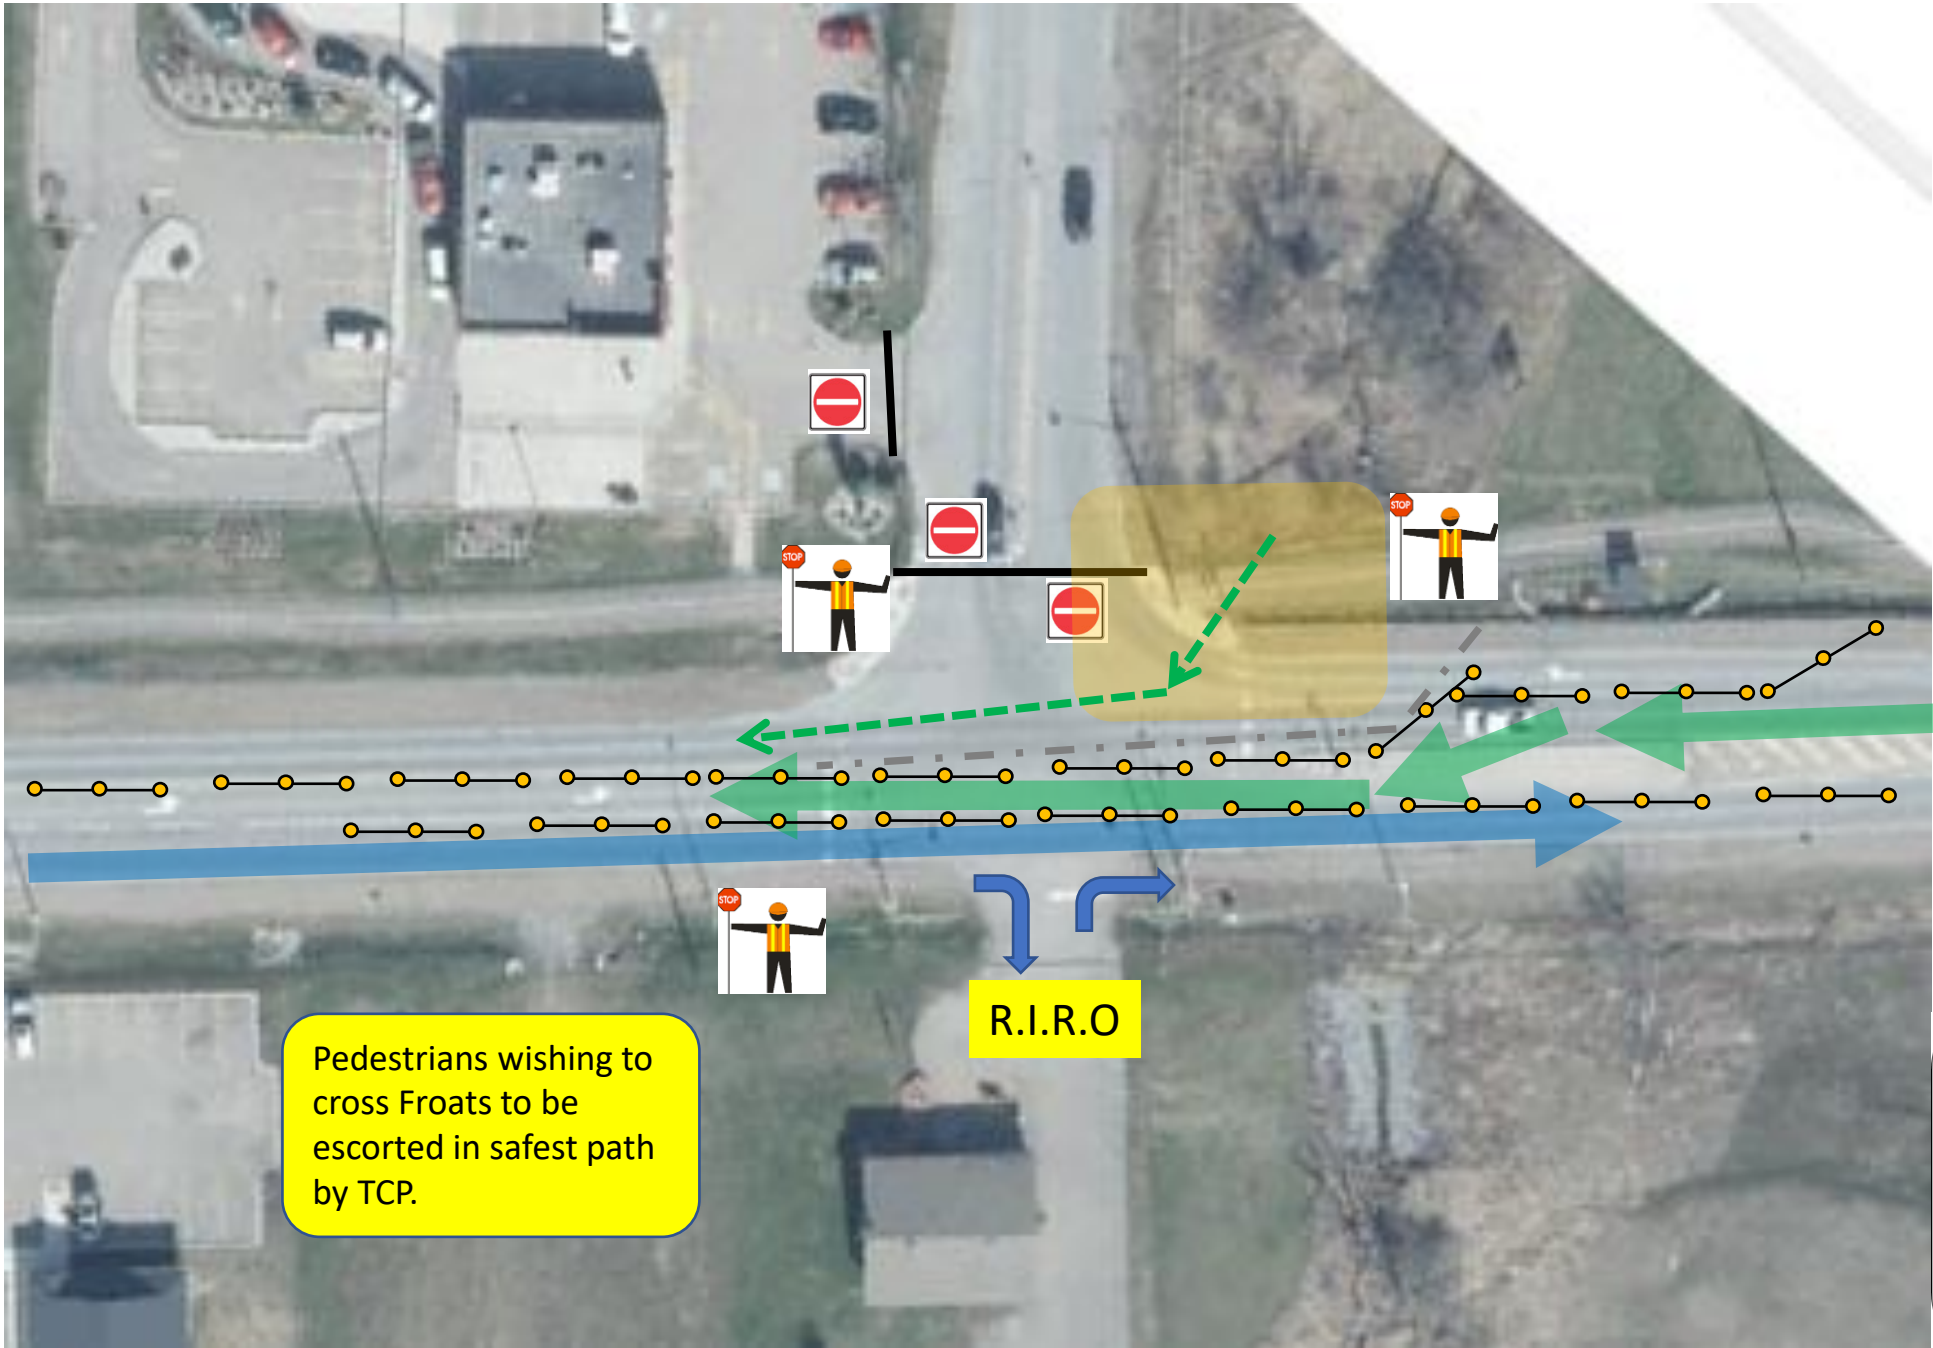 STOP
STOP
STOP
R.I.R.O
Pedestrians wishing to
cross Froats to be
escorted in safest path
by TCP.